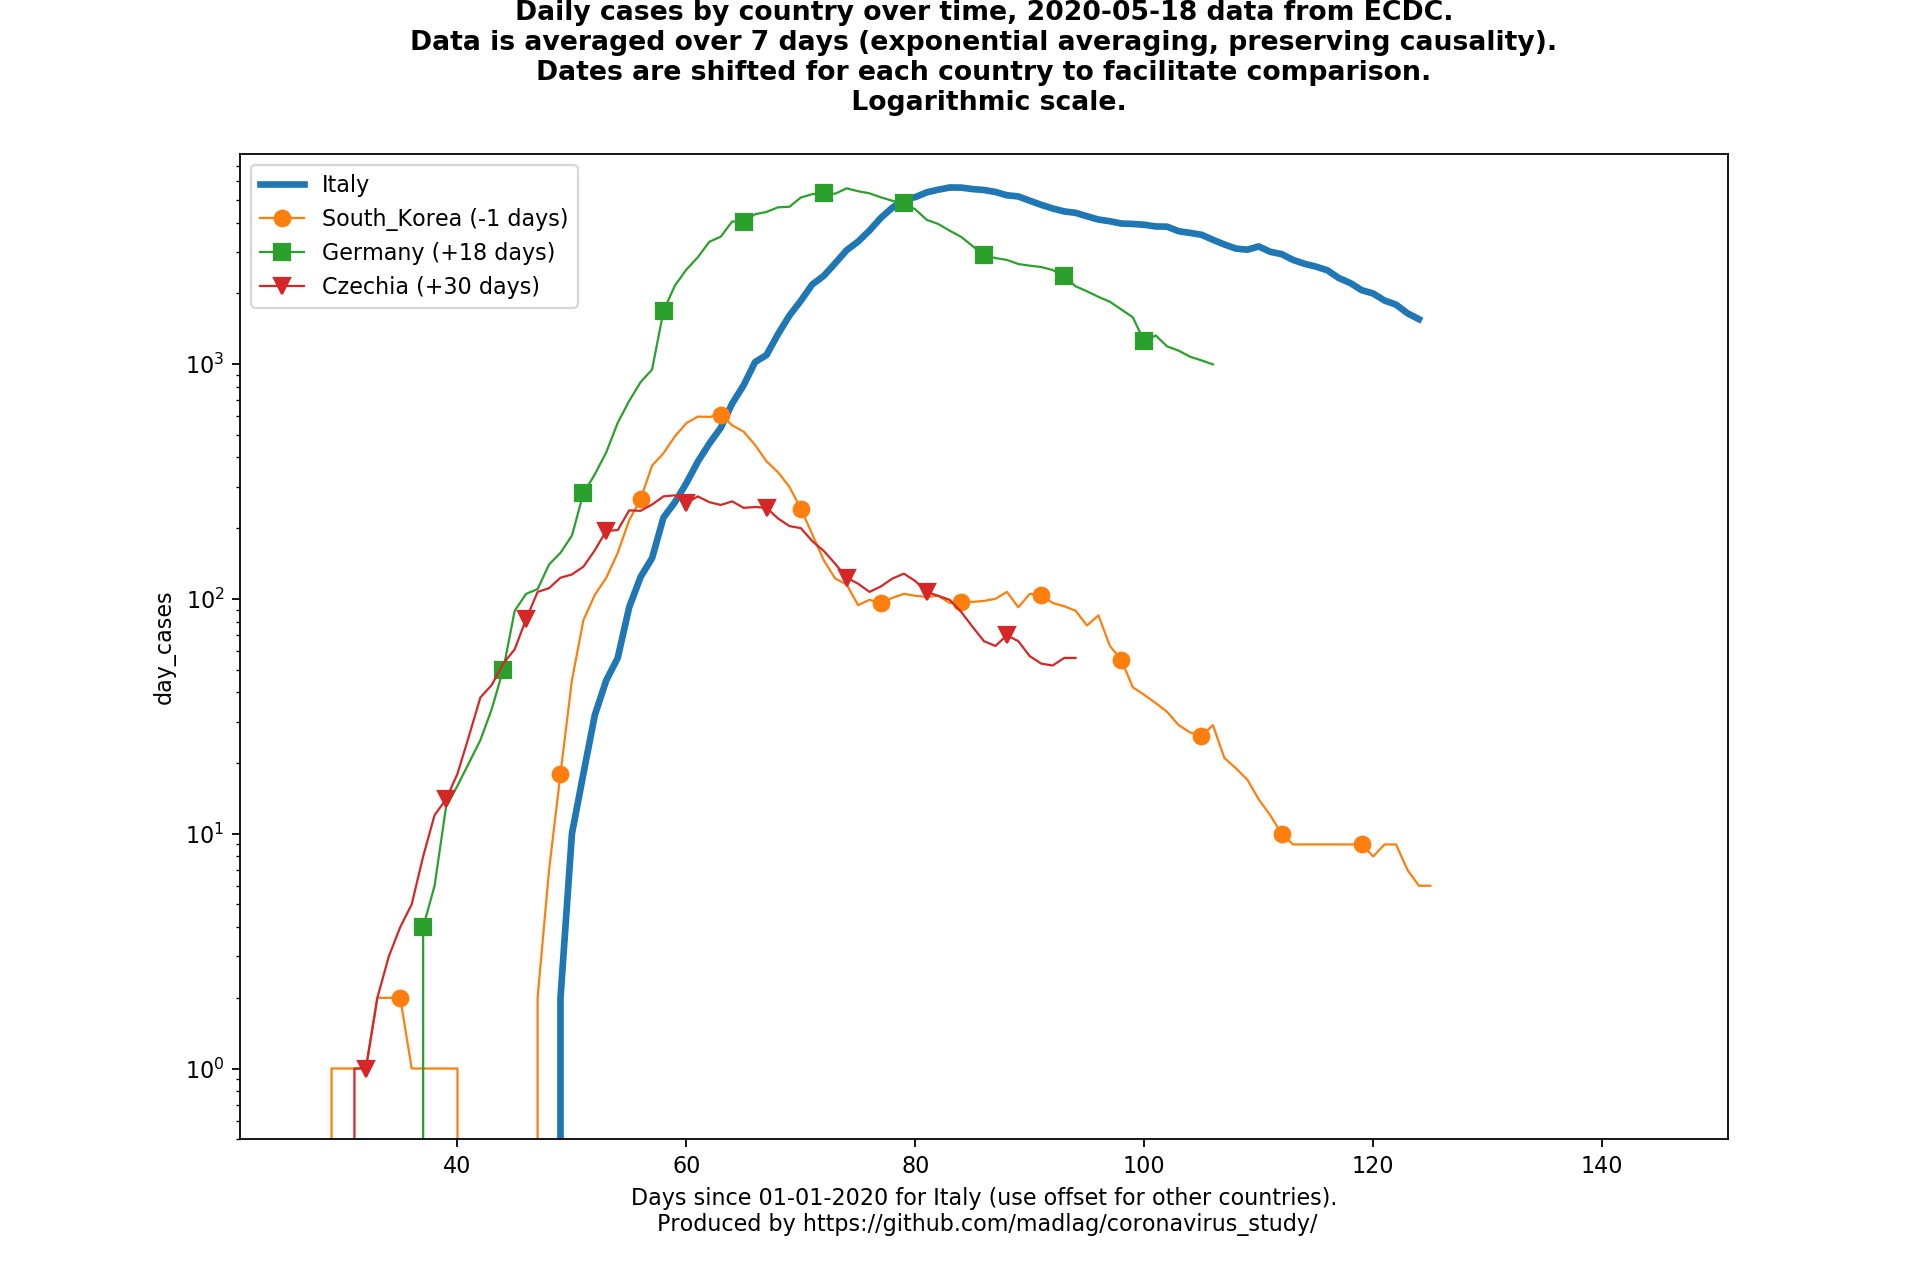 Daily cases by country over time, 2020-05-18 data from ECDC.
Data is averaged over 7 days (exponential averaging, preserving causality).
Dates are shifted for each country to facilitate comparison.
Logarithmic scale.
Italy
South_Korea (-1 days)
Germany (+18 days)
Czechia (+30 days)
10³
10²
10¹
10⁰
day_cases
40 60 80 100 120 140
Days since 01-01-2020 for Italy (use offset for other countries).
Produced by https://github.com/madlag/coronavirus_study/